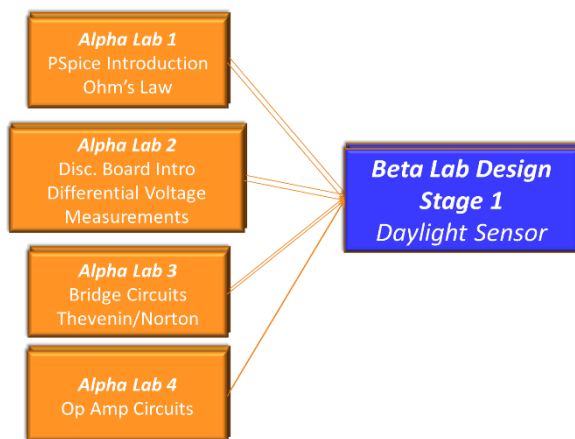 Alpha Lab 1
PSpice Introduction
Ohm's Law
Alpha Lab 2
Disc. Board Intro
Differential Voltage
Measurements
Alpha Lab 3
Bridge Circuits
Thevenin/Norton
Alpha Lab 4
Op Amp Circuits
Beta Lab Design
Stage 1
Daylight Sensor